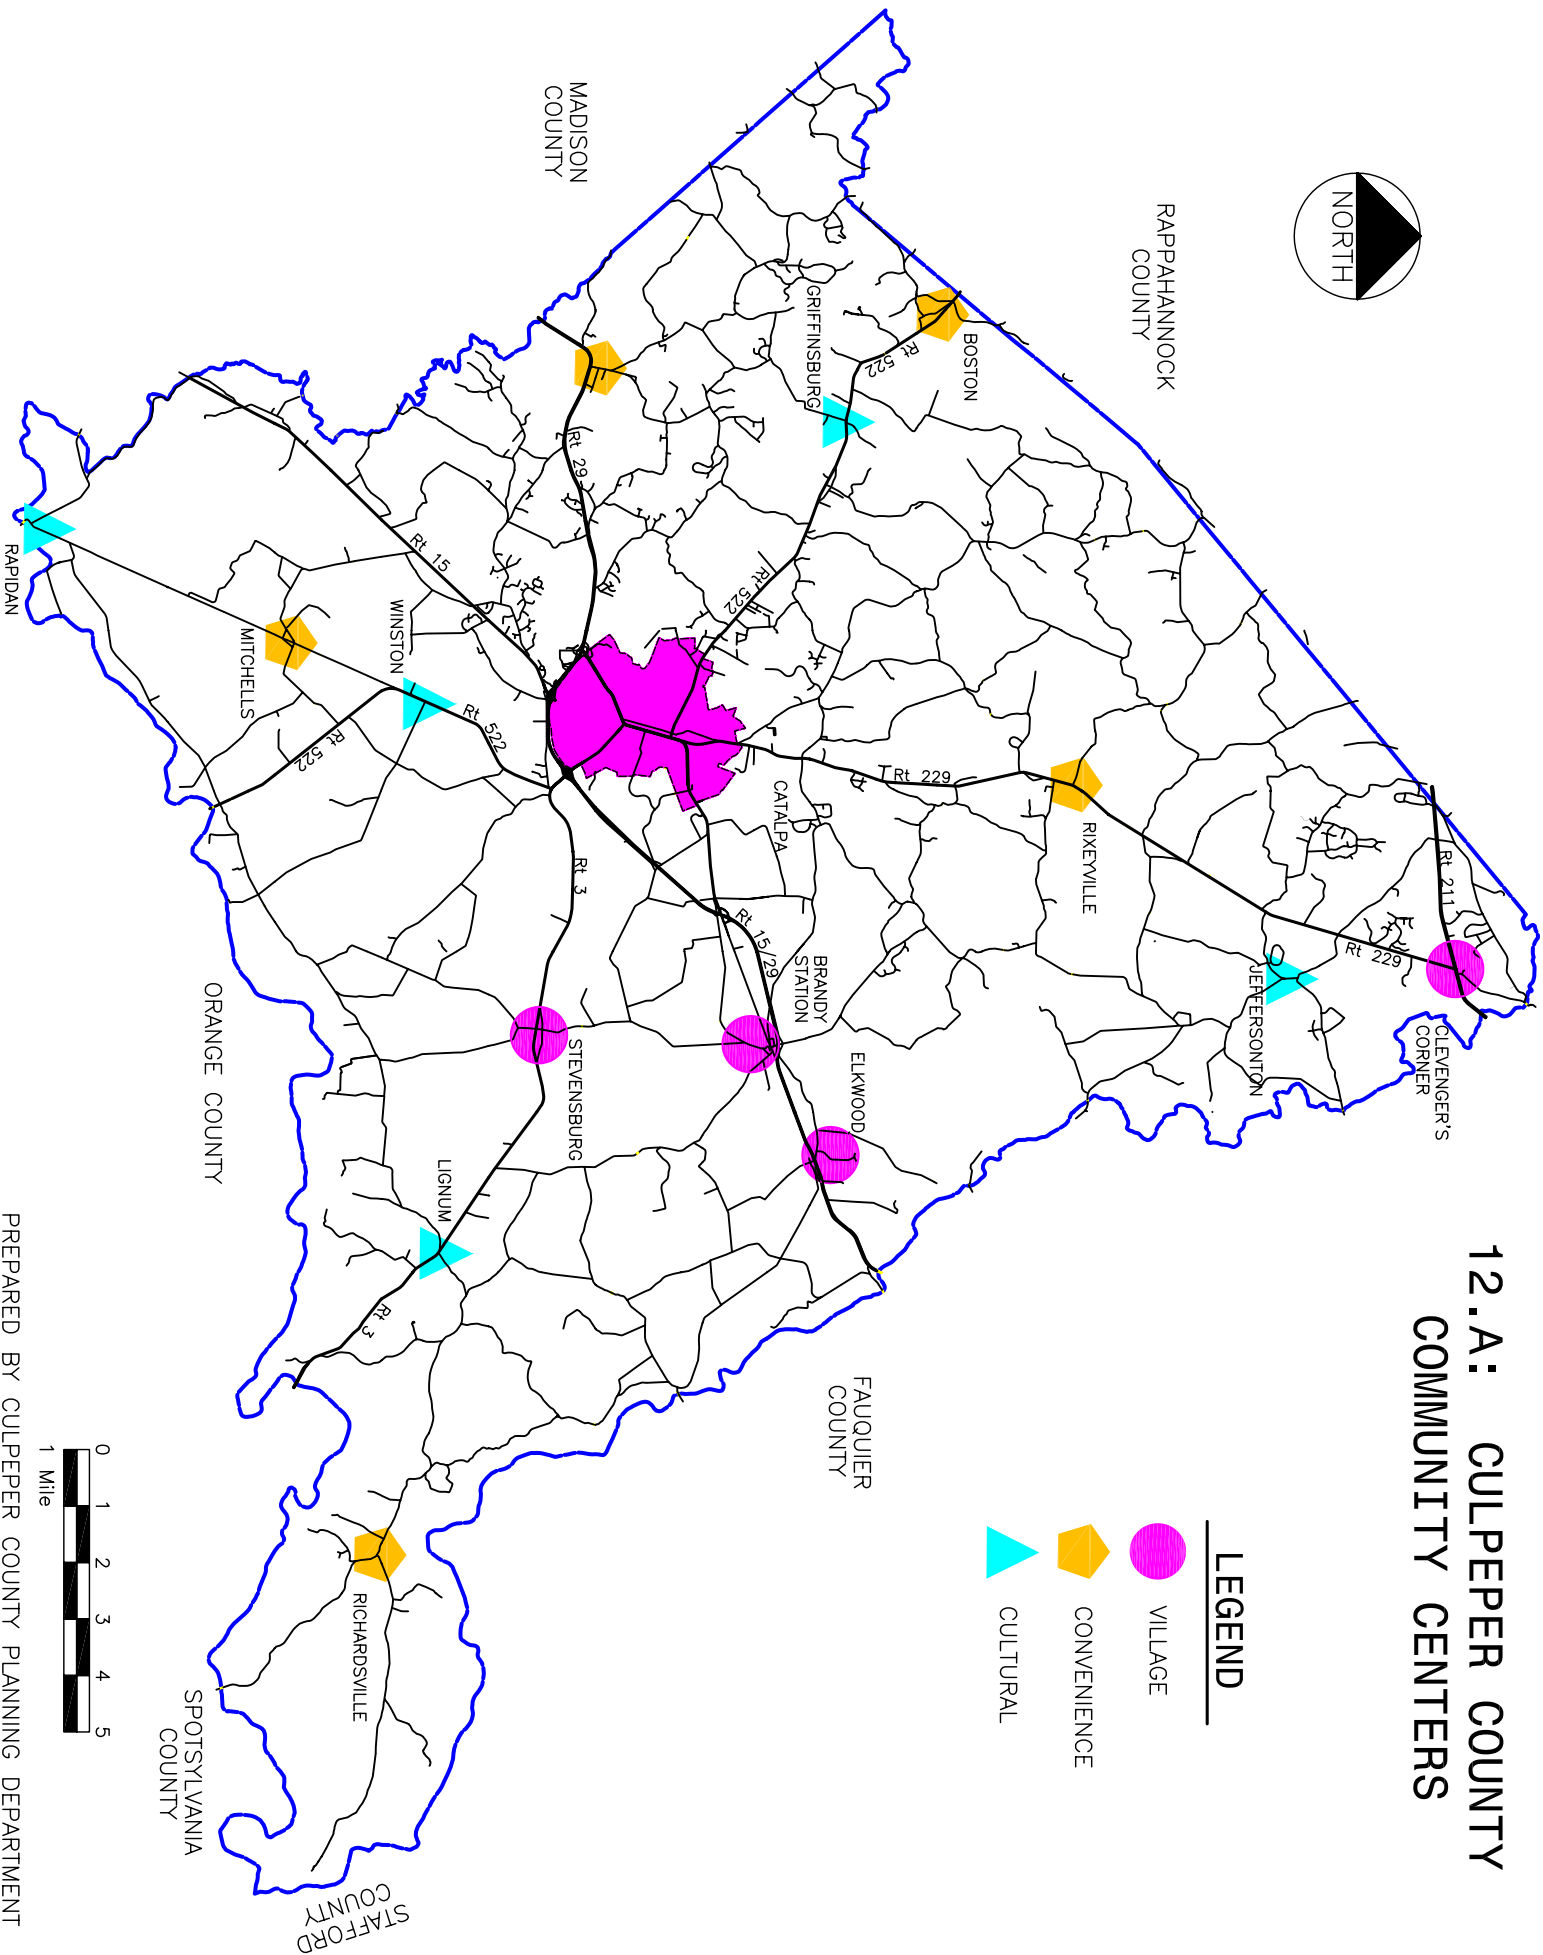 12.A: CULPEPER COUNTY
COMMUNITY CENTERS
NORTH
RAPPAHANNOCK
COUNTY
MADISON
COUNTY
LEGEND
VILLAGE
CONVENIENCE
CULTURAL
Rt 211
CLEVENGER'S
CORNER
Rt 229
JEFFERSONTON
RIXEYVILLE
Rt 229
BOSTON
Rt 522
GRIFFINSBURG
Rt 522
CATALPA
BRANDY
STATION
Rt 15/29
ELKWOOD
FAUQUIER
COUNTY
Rt 29
Rt 3
STEVENSBURG
Rt 15
WINSTON
Rt 522
LIGNUM
Rt 3
MITCHELLS
Rt 522
RICHARDSVILLE
RAPIDAN
ORANGE COUNTY
SPOTSYLVANIA
COUNTY
STAFFORD
COUNTY
0 1 2 3 4 5
1 Mile
PREPARED BY CULPEPER COUNTY PLANNING DEPARTMENT